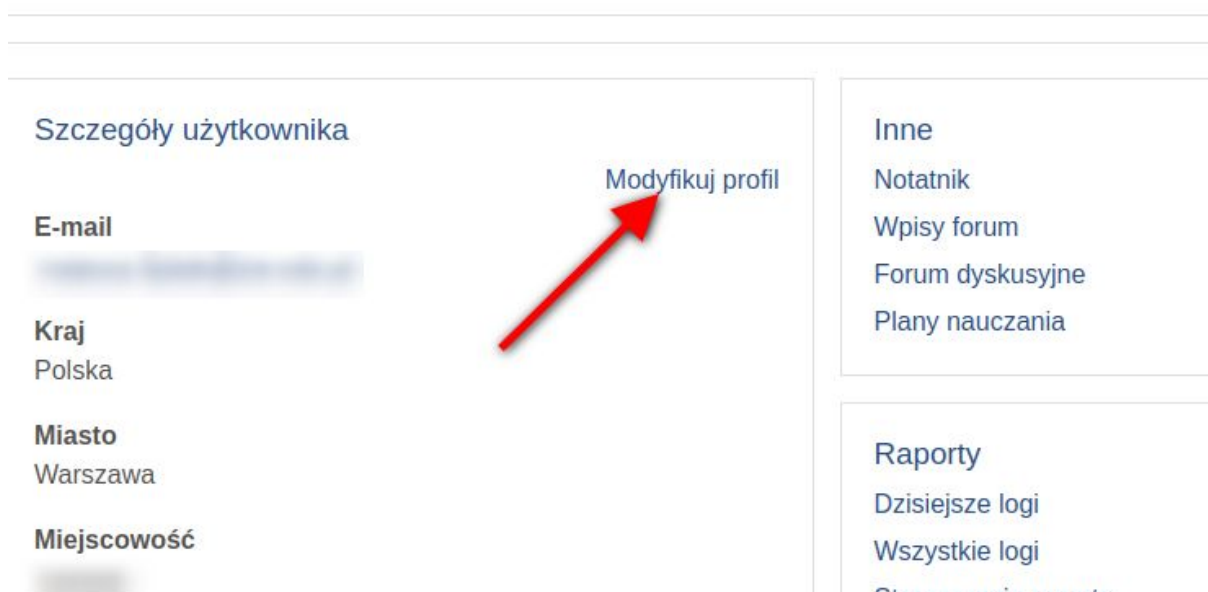 Szczegóły użytkownika
Modyfikuj profil
E-mail
Kraj
Polska
Miasto
Warszawa
Miejscowość
Inne
Notatnik
Wpisy forum
Forum dyskusyjne
Plany nauczania
Raporty
Dzisiejsze logi
Wszystkie logi